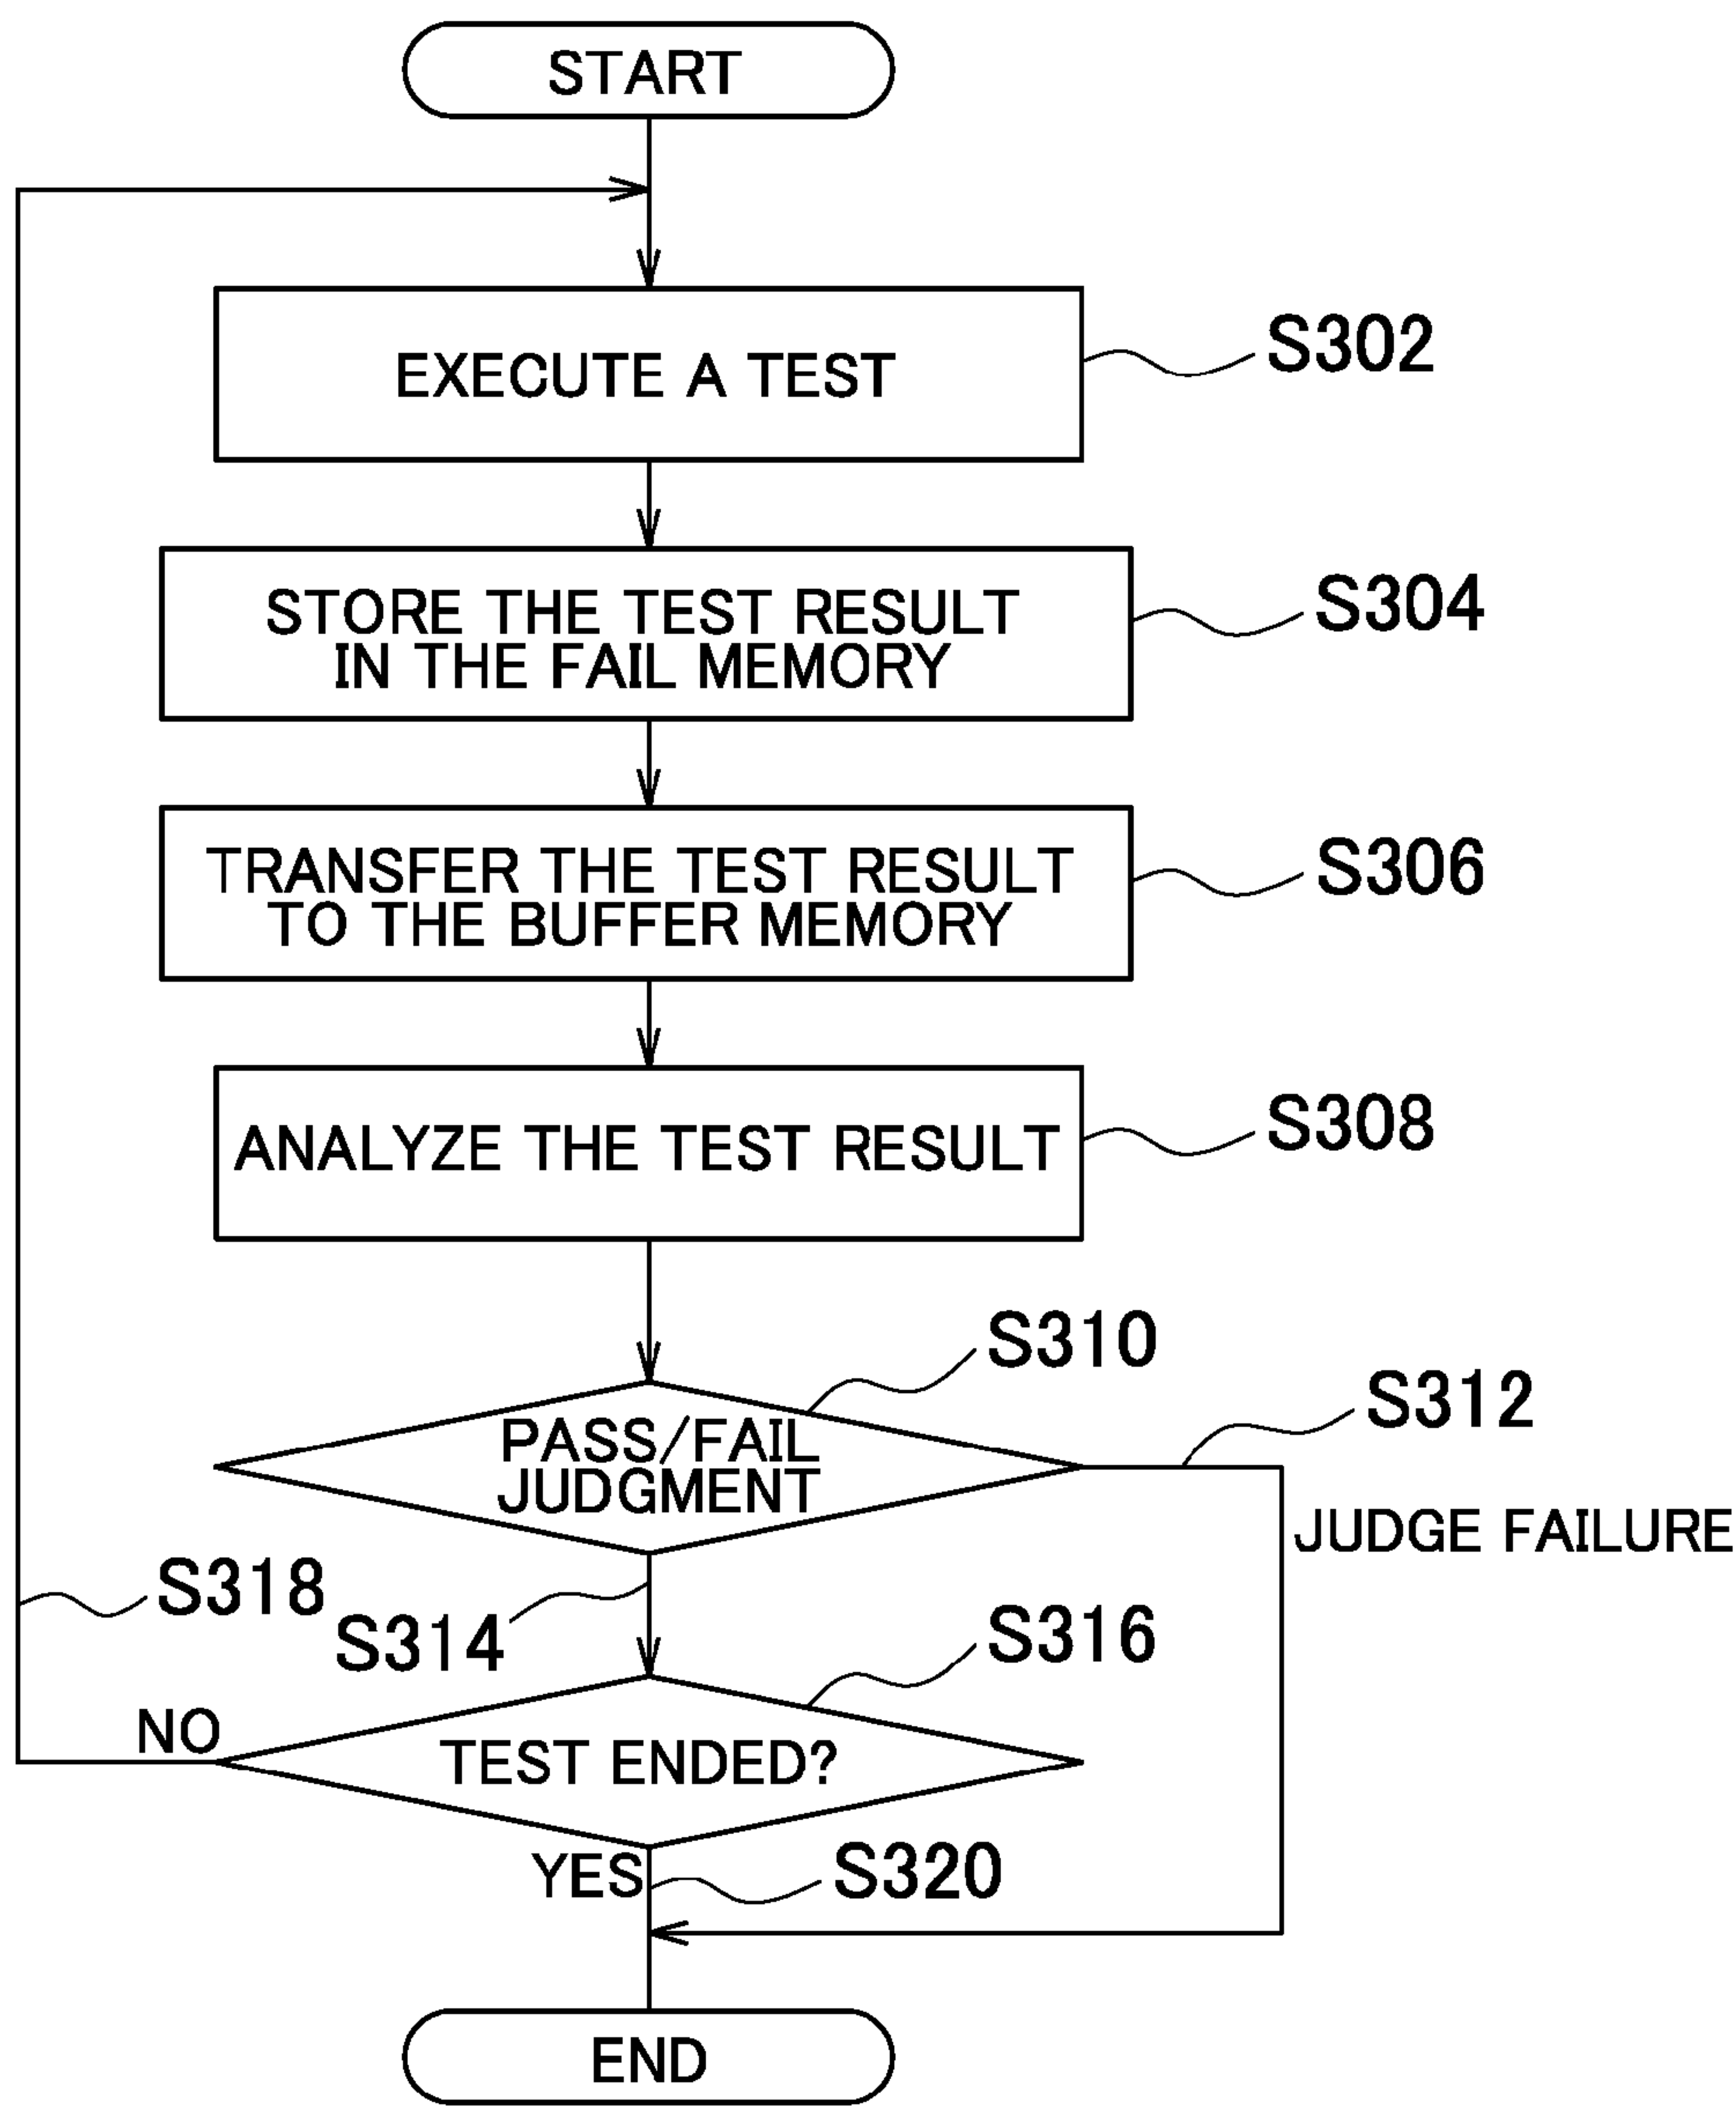 START
EXECUTE A TEST
S302
STORE THE TEST RESULT
IN THE FAIL MEMORY
S304
TRANSFER THE TEST RESULT
TO THE BUFFER MEMORY
S306
ANALYZE THE TEST RESULT
S308
S310
PASS/FAIL
JUDGMENT
S312
JUDGE FAILURE
S318
S314
S316
NO
TEST ENDED?
YES
S320
END